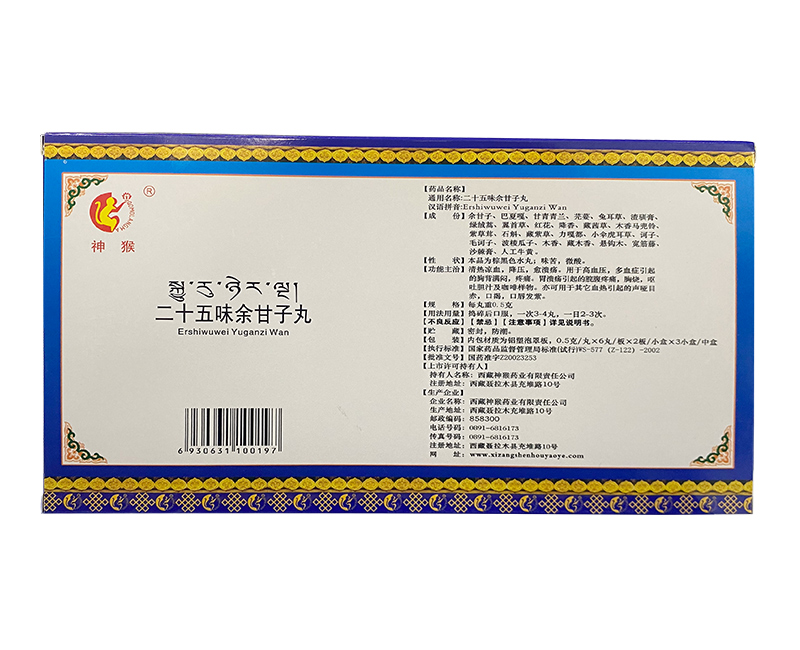 ®
神猴
二十五味余甘子丸
Ershiwuwei Yuganzi Wan
6 930631 100197
【药品名称】
通用名称:二十五味余甘子丸
汉语拼音:Ershiwuwei Yuganzi Wan
【成 份】余甘子、巴夏嘎、甘青青兰、芫荽、兔耳草、渣驯膏、
绿绒蒿、翼首草、红花、降香、藏茜草、木香马兜铃、
紫草茸、石斛、藏紫草、力嘎都、小伞虎耳草、诃子、
毛诃子、波棱瓜子、木香、藏木香、悬钩木、宽筋藤、
沙棘膏、人工牛黄。
【性 状】本品为棕黑色水丸；味苦，微酸。
【功能主治】清热凉血，降压，愈溃疡。用于高血压，多血症引起
的胸背满闷，疼痛。胃溃疡引起的脘腹疼痛，胸烧，呕
吐胆汁及咖啡样物。亦可用于其它血热引起的声哑目
赤，口渴，口唇发紫。
【规 格】每丸重0.5克
【用法用量】捣碎后口服，一次3-4丸，一日2-3次。
【不良反应】【禁忌】【注意事项】详见说明书。
【贮 藏】密封，防潮。
【包 装】内包材质为铝塑泡罩板，0.5克/丸×6丸/板×2板/小盒×3小盒/中盒
【执行标准】国家药品监督管理局标准(试行)WS-577 (Z-122) -2002
【批准文号】国药准字Z20023253
【上市许可持有人】
持有人名称：西藏神猴药业有限责任公司
注册地址：西藏聂拉木县充堆路10号
【生产企业】
企业名称：西藏神猴药业有限责任公司
生产地址：西藏聂拉木充堆路10号
邮政编码：858300
电话号码：0891-6816173
传真号码：0891-6816173
注册地址：西藏聂拉木县充堆路10号
网 址：www.xizangshenhouyaoye.com